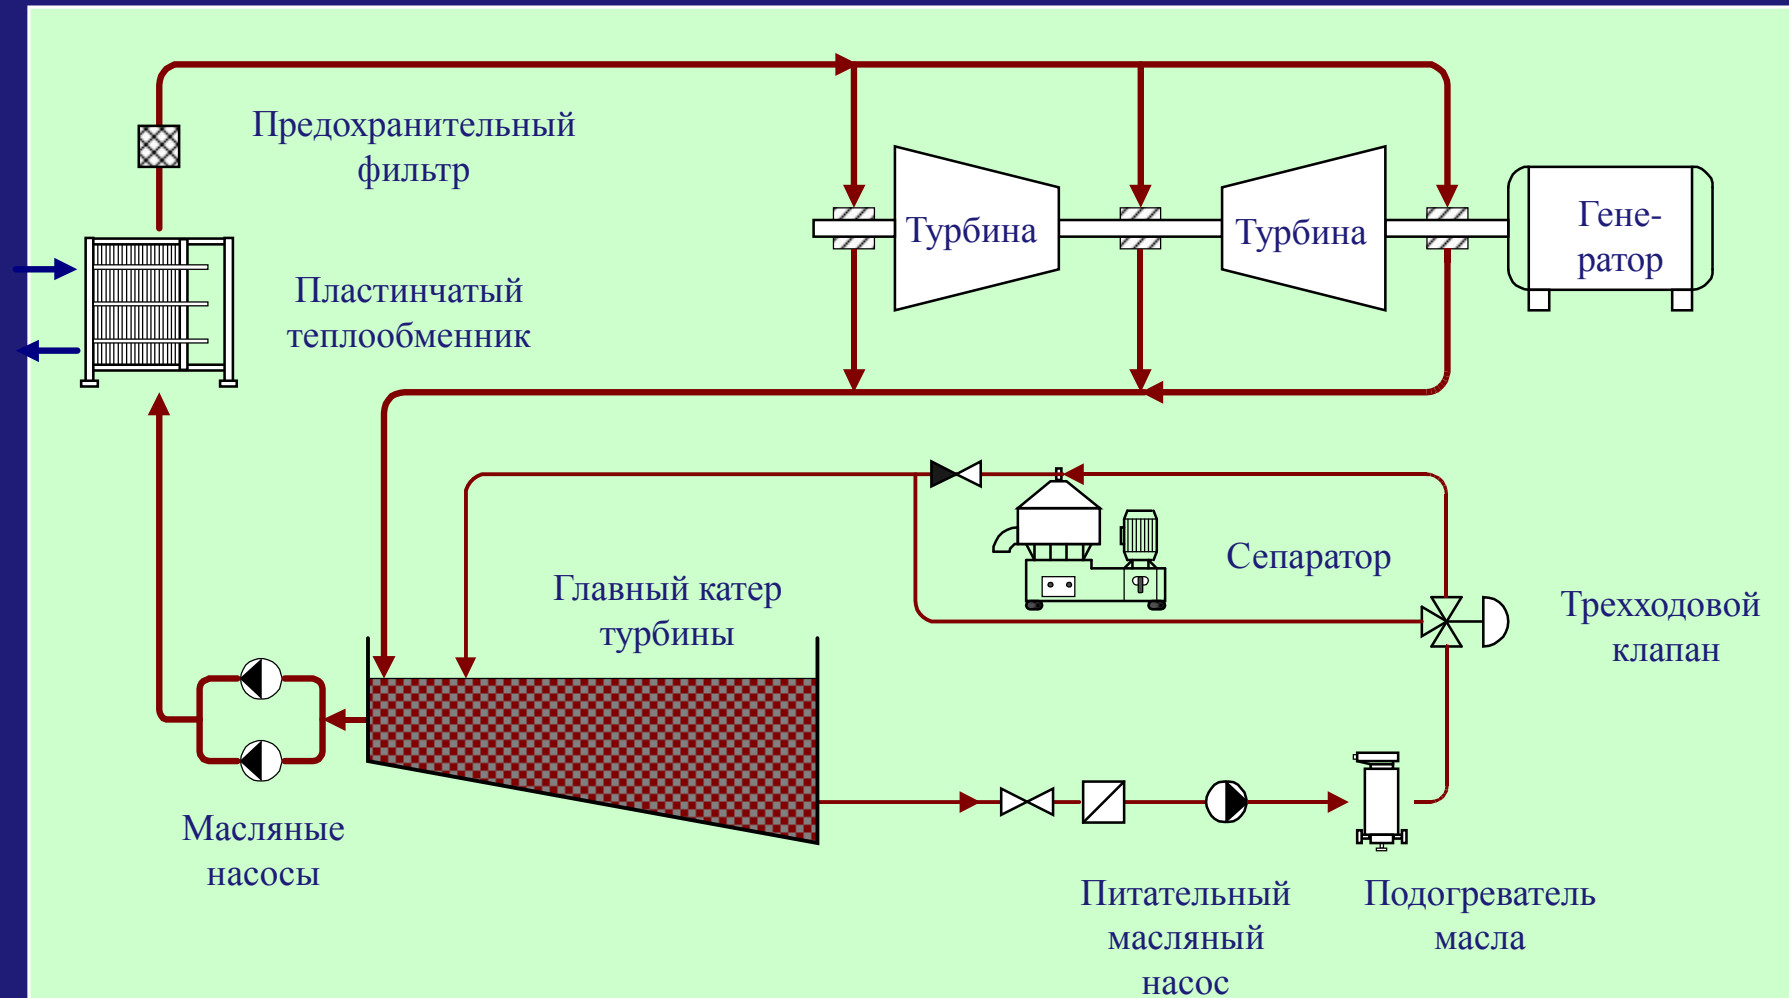 Предохранительный
фильтр
Турбина
Турбина
Гене-
ратор
Пластинчатый
теплообменник
Сепаратор
Главный катер
турбины
Трехходовой
клапан
Масляные
насосы
Питательный
масляный
насос
Подогреватель
масла